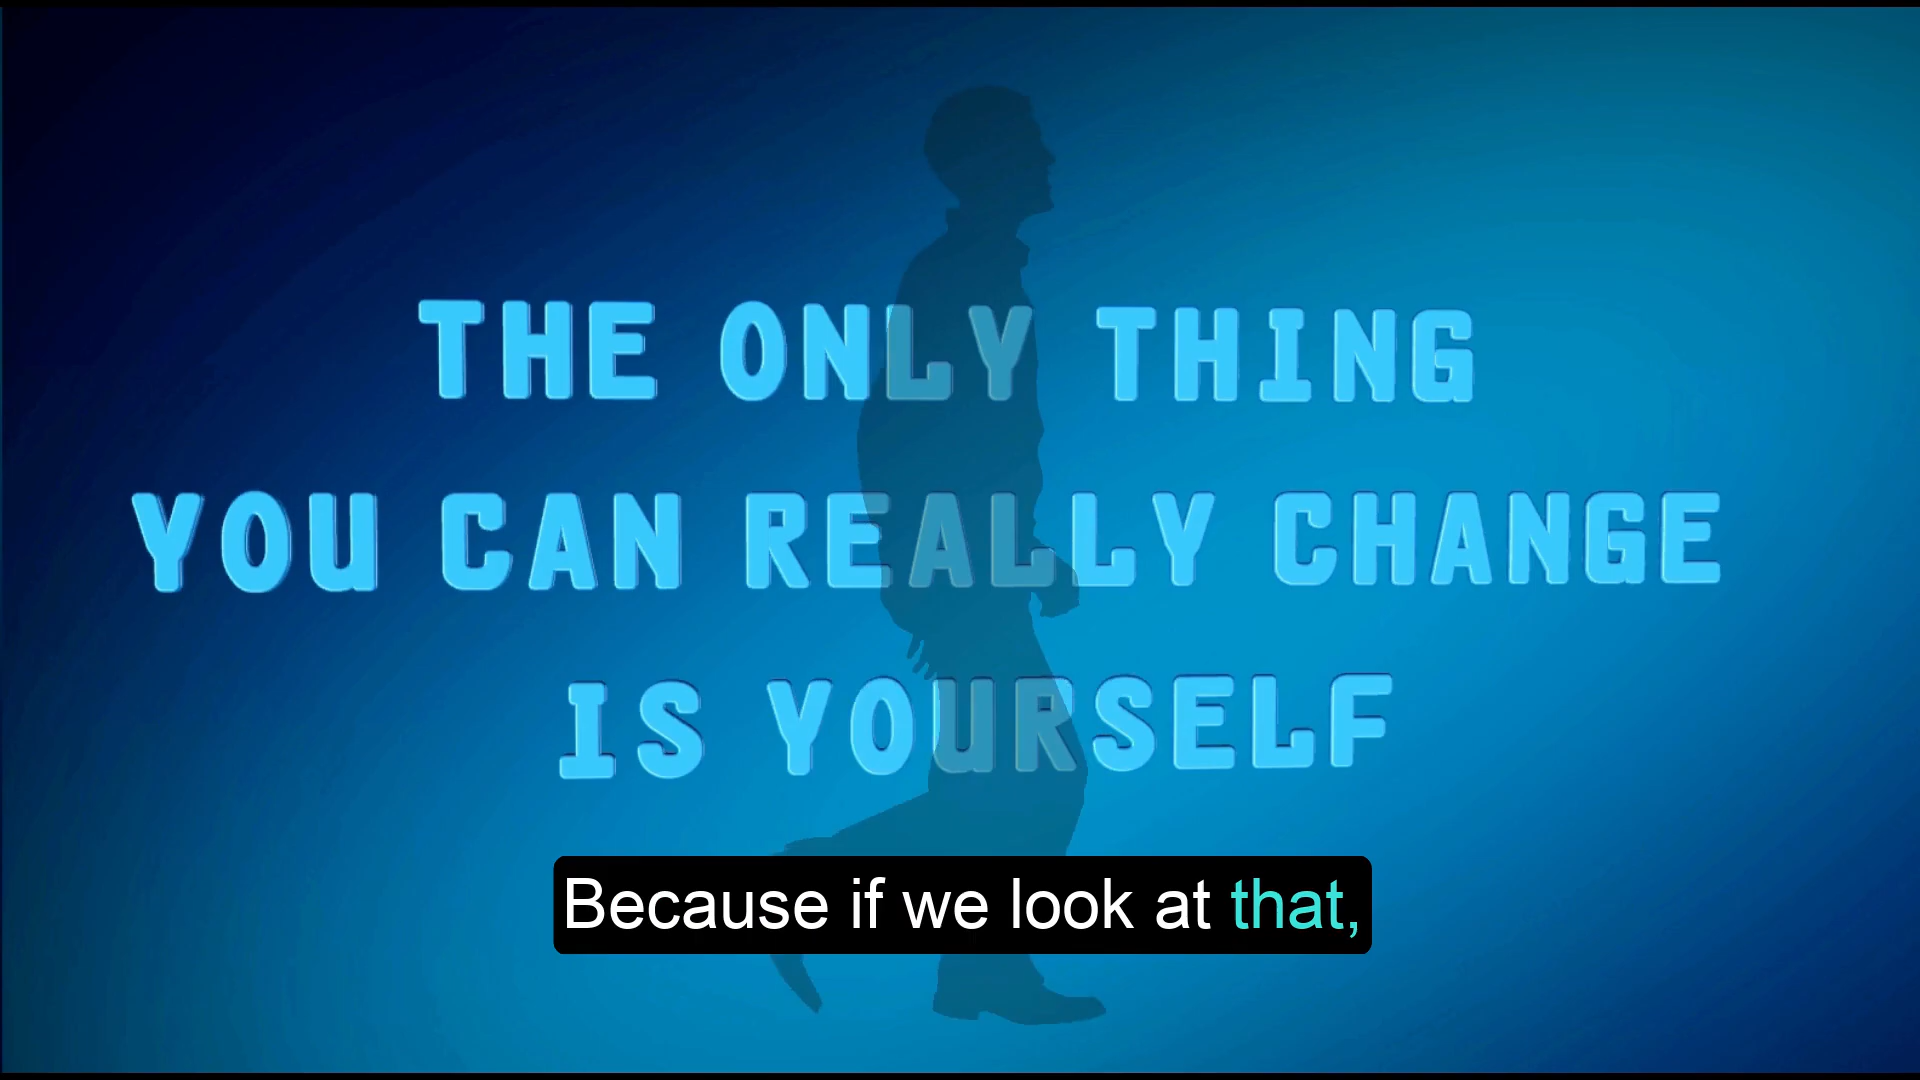 THE ONLY THING
YOU CAN REALLY CHANGE
IS YOURSELF
Because if we look at that,